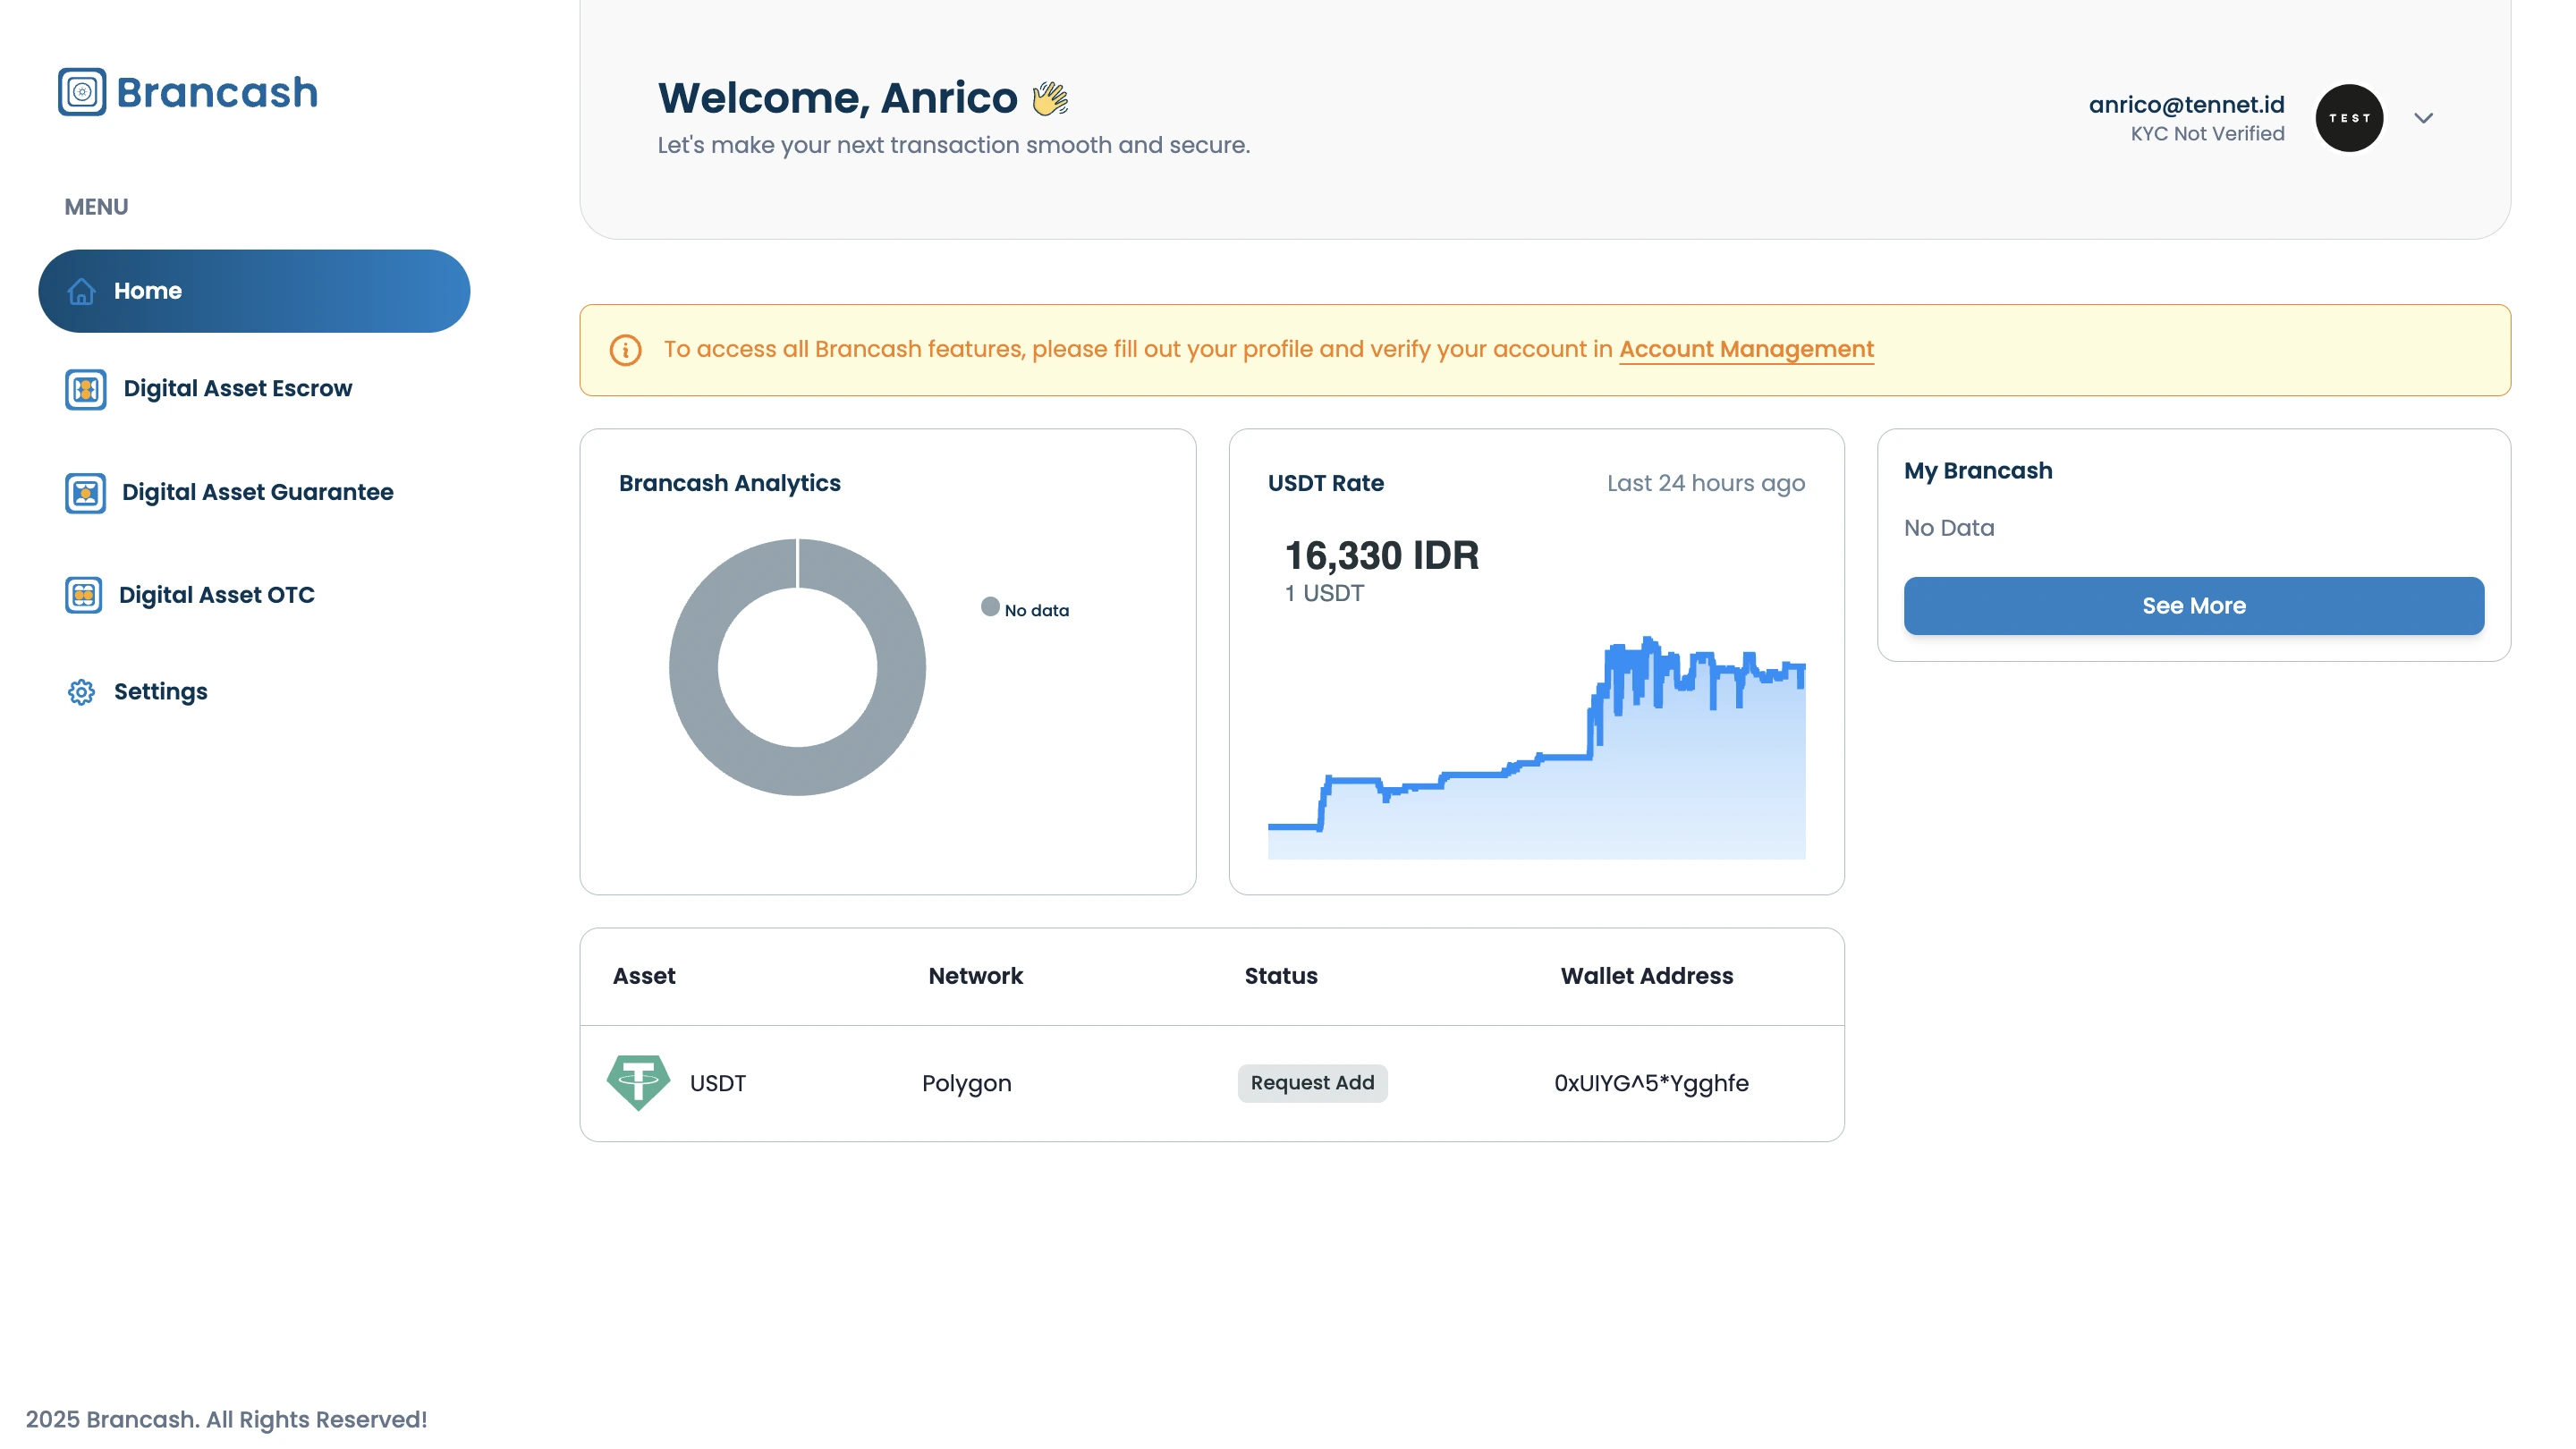 Brancash
MENU
Home
Digital Asset Escrow
Digital Asset Guarantee
Digital Asset OTC
Settings
2025 Brancash. All Rights Reserved!
Welcome, Anrico 👋
Let's make your next transaction smooth and secure.
anrico@tennet.id
KYC Not Verified
TEST
To access all Brancash features, please fill out your profile and verify your account in Account Management
Brancash Analytics
No data
USDT Rate Last 24 hours ago
16,330 IDR
1 USDT
My Brancash
No Data
See More
Asset Network Status Wallet Address
USDT Polygon Request Add 0xUIYG^5*Ygghfe